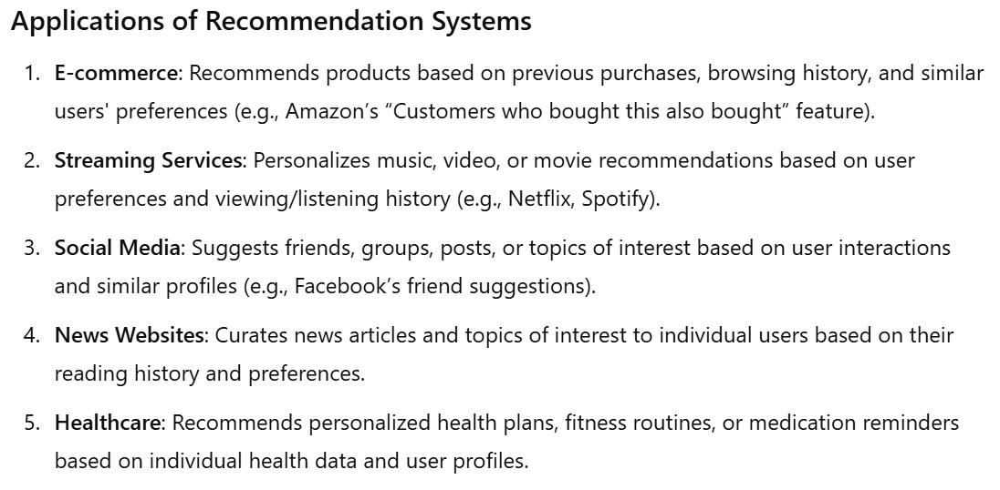 Applications of Recommendation Systems
1. E-commerce: Recommends products based on previous purchases, browsing history, and similar
users' preferences (e.g., Amazon’s “Customers who bought this also bought” feature).
2. Streaming Services: Personalizes music, video, or movie recommendations based on user
preferences and viewing/listening history (e.g., Netflix, Spotify).
3. Social Media: Suggests friends, groups, posts, or topics of interest based on user interactions
and similar profiles (e.g., Facebook’s friend suggestions).
4. News Websites: Curates news articles and topics of interest to individual users based on their
reading history and preferences.
5. Healthcare: Recommends personalized health plans, fitness routines, or medication reminders
based on individual health data and user profiles.